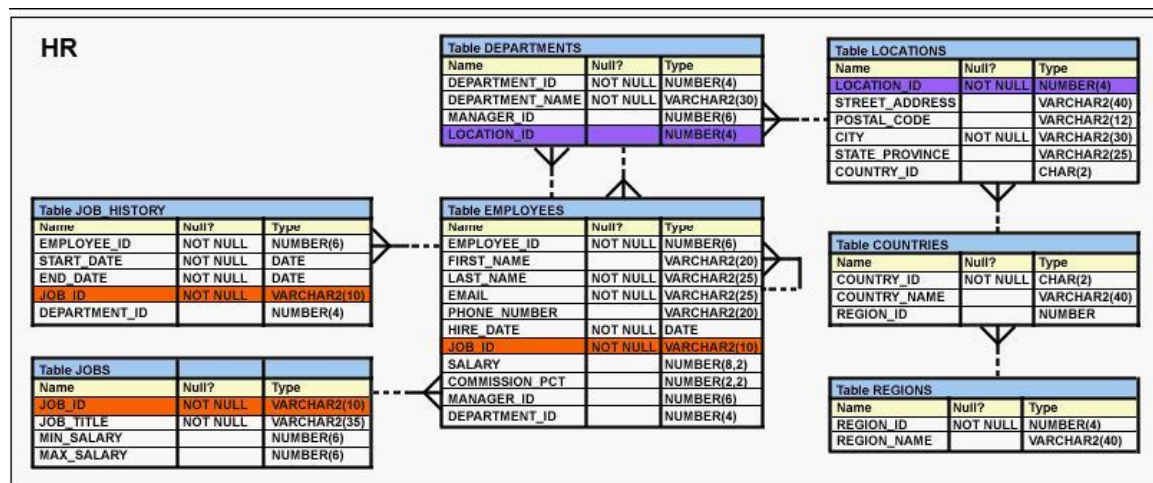 HR
Table DEPARTMENTS
Name Null? Type
DEPARTMENT_ID NOT NULL NUMBER(4)
DEPARTMENT_NAME NOT NULL VARCHAR2(30)
MANAGER_ID NUMBER(6)
LOCATION_ID NUMBER(4)
Table LOCATIONS
Name Null? Type
LOCATION_ID NOT NULL NUMBER(4)
STREET_ADDRESS VARCHAR2(40)
POSTAL_CODE VARCHAR2(12)
CITY NOT NULL VARCHAR2(30)
STATE_PROVINCE VARCHAR2(25)
COUNTRY_ID CHAR(2)
Table JOB_HISTORY
Name Null? Type
EMPLOYEE_ID NOT NULL NUMBER(6)
START_DATE NOT NULL DATE
END_DATE NOT NULL DATE
JOB_ID NOT NULL VARCHAR2(10)
DEPARTMENT_ID NUMBER(4)
Table EMPLOYEES
Name Null? Type
EMPLOYEE_ID NOT NULL NUMBER(6)
FIRST_NAME VARCHAR2(20)
LAST_NAME NOT NULL VARCHAR2(25)
EMAIL NOT NULL VARCHAR2(25)
PHONE_NUMBER VARCHAR2(20)
HIRE_DATE NOT NULL DATE
JOB_ID NOT NULL VARCHAR2(10)
SALARY NUMBER(8,2)
COMMISSION_PCT NUMBER(2,2)
MANAGER_ID NUMBER(6)
DEPARTMENT_ID NUMBER(4)
Table COUNTRIES
Name Null? Type
COUNTRY_ID NOT NULL CHAR(2)
COUNTRY_NAME VARCHAR2(40)
REGION_ID NUMBER
Table JOBS
Name Null? Type
JOB_ID NOT NULL VARCHAR2(10)
JOB_TITLE NOT NULL VARCHAR2(35)
MIN_SALARY NUMBER(6)
MAX_SALARY NUMBER(6)
Table REGIONS
Name Null? Type
REGION_ID NOT NULL NUMBER(4)
REGION_NAME VARCHAR2(40)